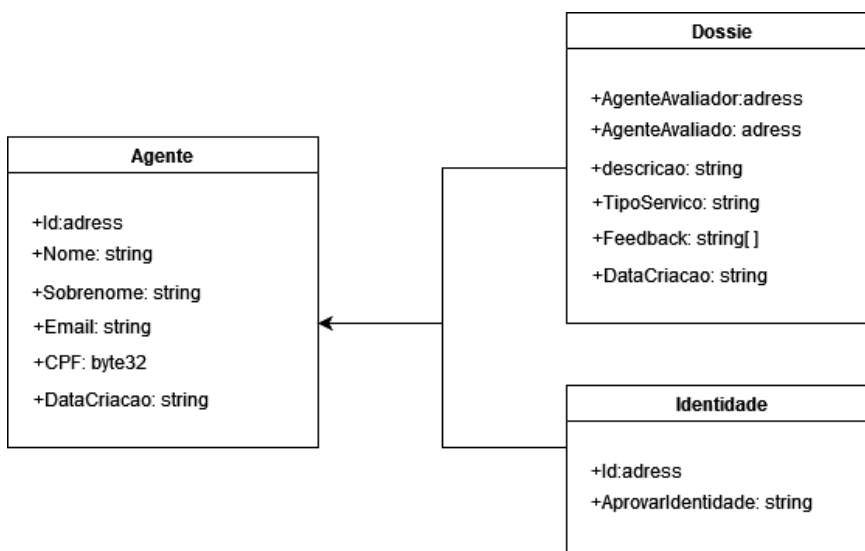 Agente
+Id:adress
+Nome: string
+Sobrenome: string
+Email: string
+CPF: byte32
+DataCriacao: string
Dossie
+AgenteAvaliador:adress
+AgenteAvaliado: adress
+descricao: string
+TipoServico: string
+Feedback: string[ ]
+DataCriacao: string
Identidade
+Id:adress
+AprovarIdentidade: string